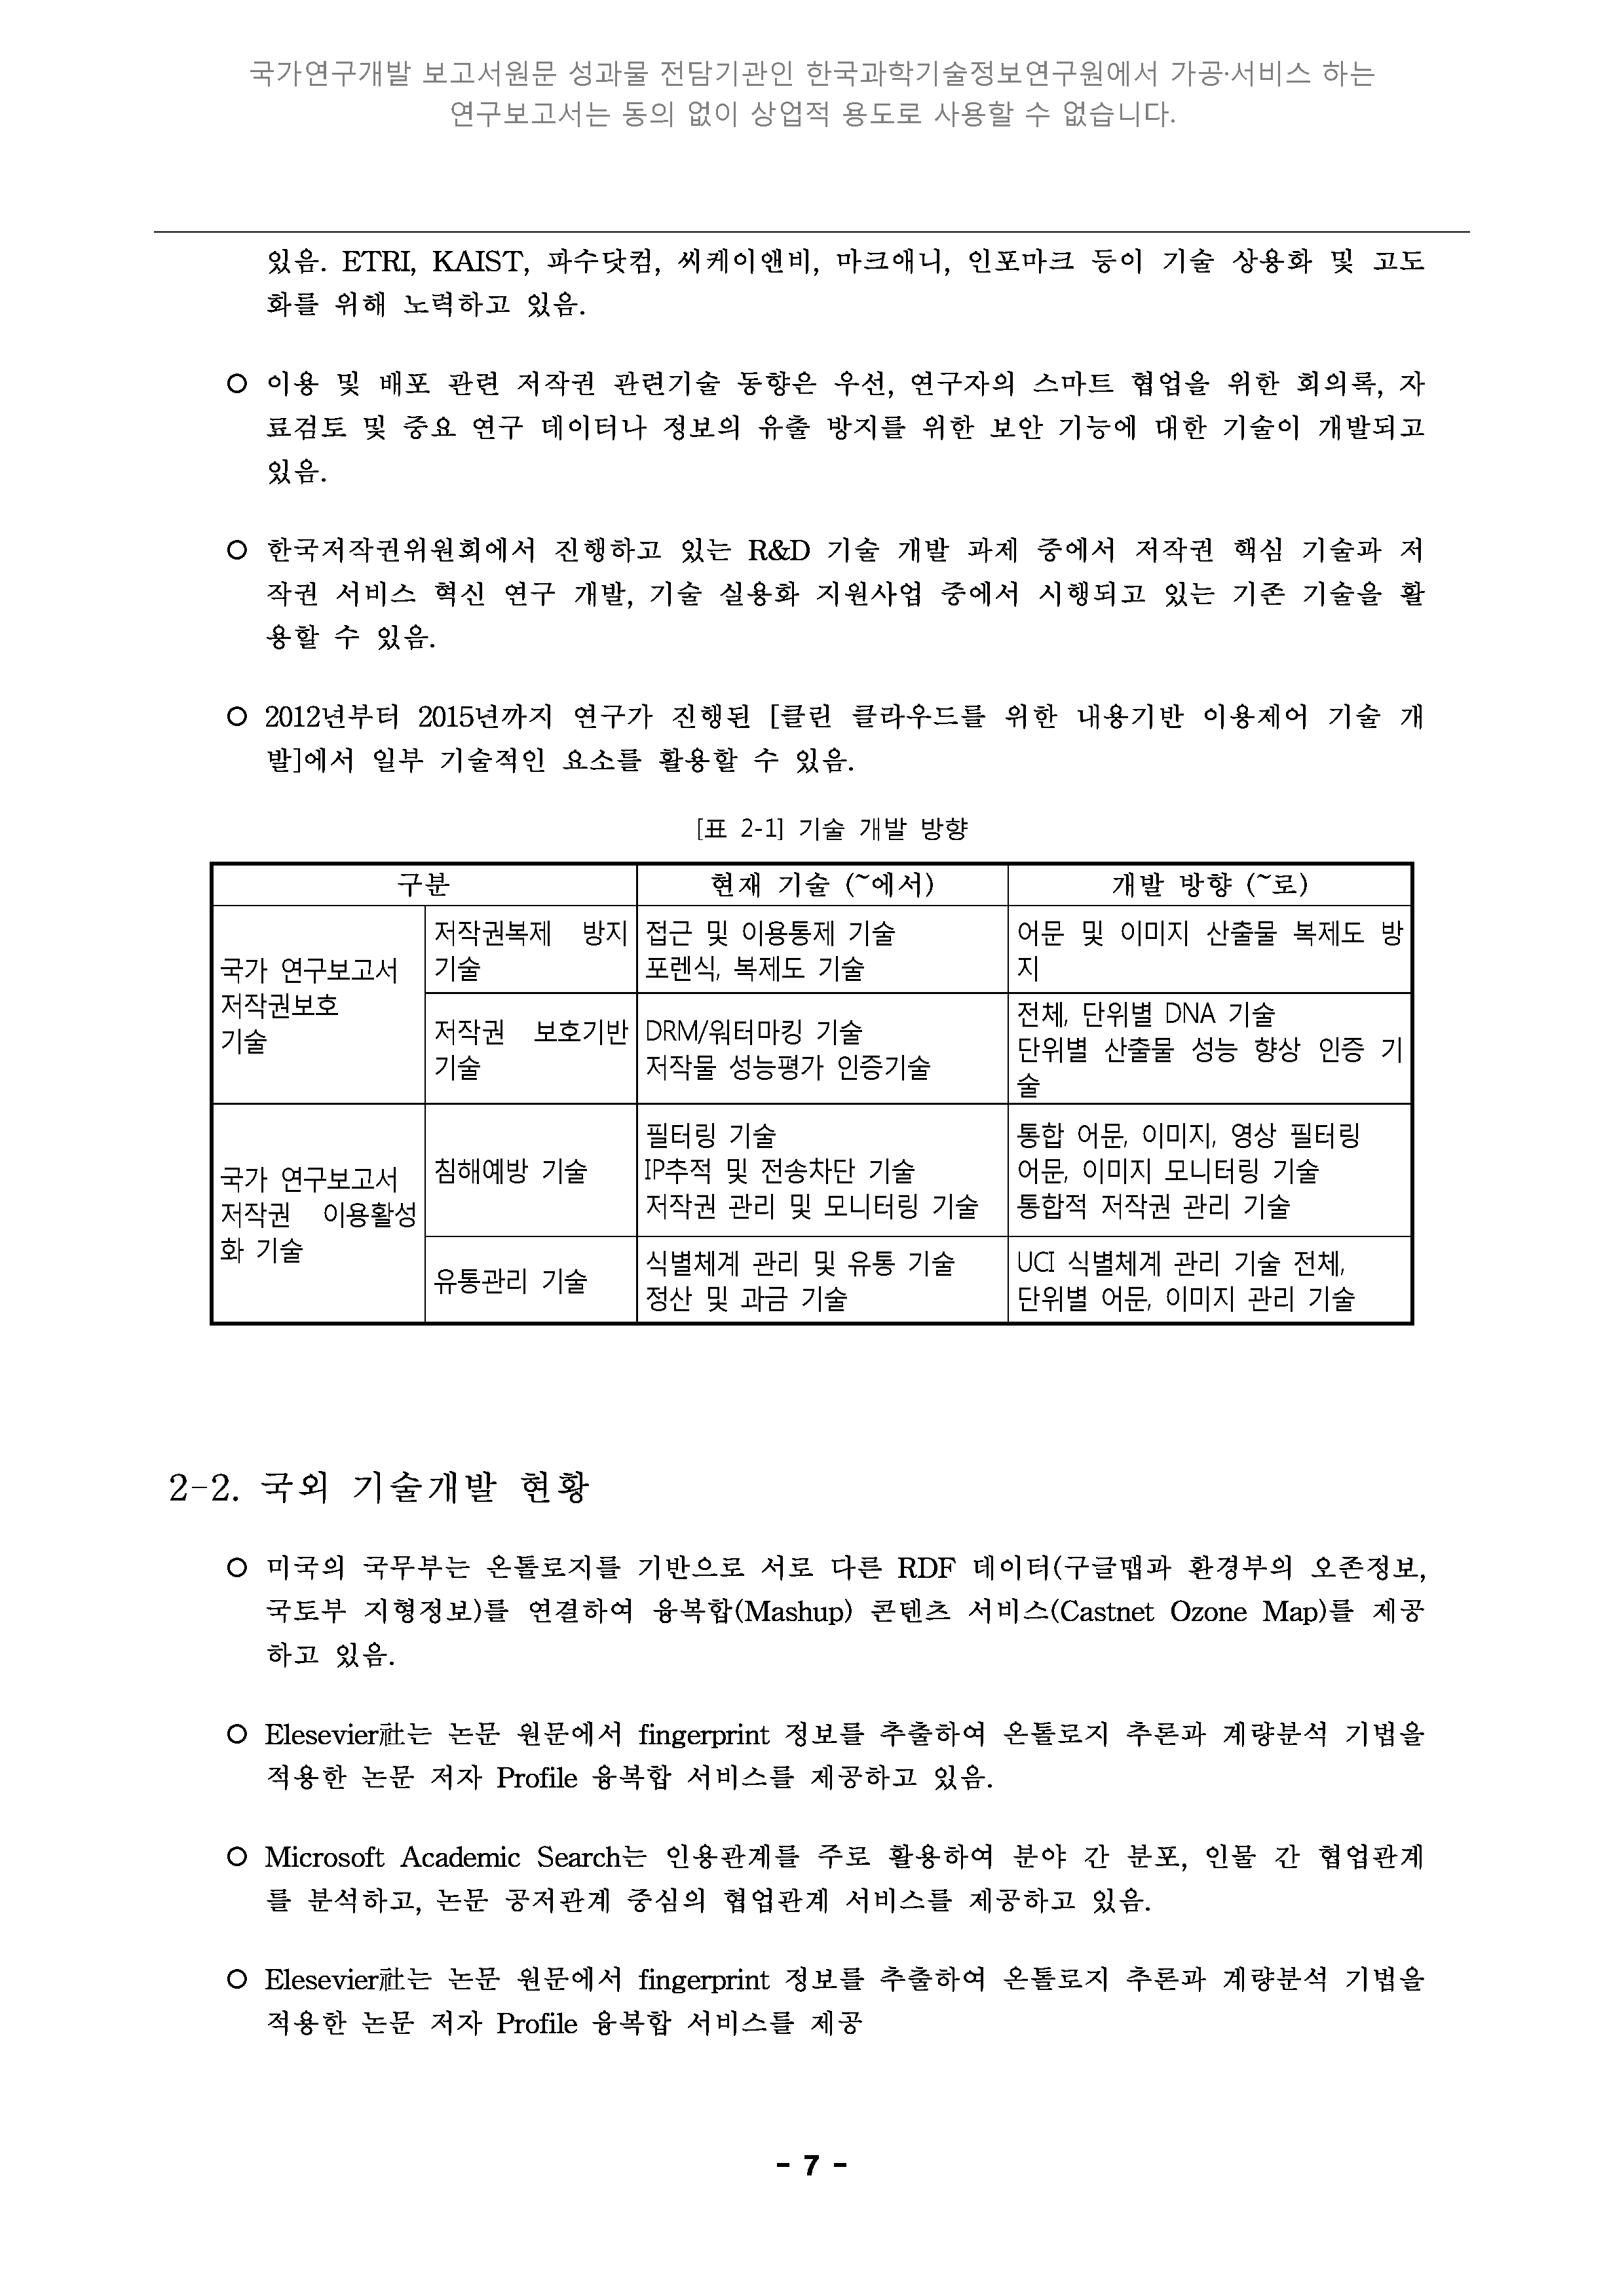 국가연구개발 보고서원문 성과물 전담기관인 한국과학기술정보연구원에서 가공·서비스 하는
연구보고서는 동의 없이 상업적 용도로 사용할 수 없습니다.
있음. ETRI, KAIST, 파수닷컴, 씨케이앤비, 마크애니, 인포마크 등이 기술 상용화 및 고도
화를 위해 노력하고 있음.
○ 이용 및 배포 관련 저작권 관련기술 동향은 우선, 연구자의 스마트 협업을 위한 회의록, 자
료검토 및 중요 연구 데이터나 정보의 유출 방지를 위한 보안 기능에 대한 기술이 개발되고
있음.
○ 한국저작권위원회에서 진행하고 있는 R&D 기술 개발 과제 중에서 저작권 핵심 기술과 저
작권 서비스 혁신 연구 개발, 기술 실용화 지원사업 중에서 시행되고 있는 기존 기술을 활
용할 수 있음.
○ 2012년부터 2015년까지 연구가 진행된 [클린 클라우드를 위한 내용기반 이용제어 기술 개
발]에서 일부 기술적인 요소를 활용할 수 있음.
[표 2-1] 기술 개발 방향
구분 현재 기술 (~에서) 개발 방향 (~로)
국가 연구보고서
저작권보호
기술
저작권복제 방지
기술
접근 및 이용통제 기술
포렌식, 복제도 기술
어문 및 이미지 산출물 복제도 방
지
저작권 보호기반
기술
DRM/워터마킹 기술
저작물 성능평가 인증기술
전체, 단위별 DNA 기술
단위별 산출물 성능 향상 인증 기
술
국가 연구보고서
저작권 이용활성
화 기술
침해예방 기술
필터링 기술
IP추적 및 전송차단 기술
저작권 관리 및 모니터링 기술
통합 어문, 이미지, 영상 필터링
어문, 이미지 모니터링 기술
통합적 저작권 관리 기술
유통관리 기술
식별체계 관리 및 유통 기술
정산 및 과금 기술
UCI 식별체계 관리 기술 전체,
단위별 어문, 이미지 관리 기술
2-2. 국외 기술개발 현황
○ 미국의 국무부는 온톨로지를 기반으로 서로 다른 RDF 데이터(구글맵과 환경부의 오존정보,
국토부 지형정보)를 연결하여 융복합(Mashup) 콘텐츠 서비스(Castnet Ozone Map)를 제공
하고 있음.
○ Elesevier社는 논문 원문에서 fingerprint 정보를 추출하여 온톨로지 추론과 계량분석 기법을
적용한 논문 저자 Profile 융복합 서비스를 제공하고 있음.
○ Microsoft Academic Search는 인용관계를 주로 활용하여 분야 간 분포, 인물 간 협업관계
를 분석하고, 논문 공저관계 중심의 협업관계 서비스를 제공하고 있음.
○ Elesevier社는 논문 원문에서 fingerprint 정보를 추출하여 온톨로지 추론과 계량분석 기법을
적용한 논문 저자 Profile 융복합 서비스를 제공
- 7 -